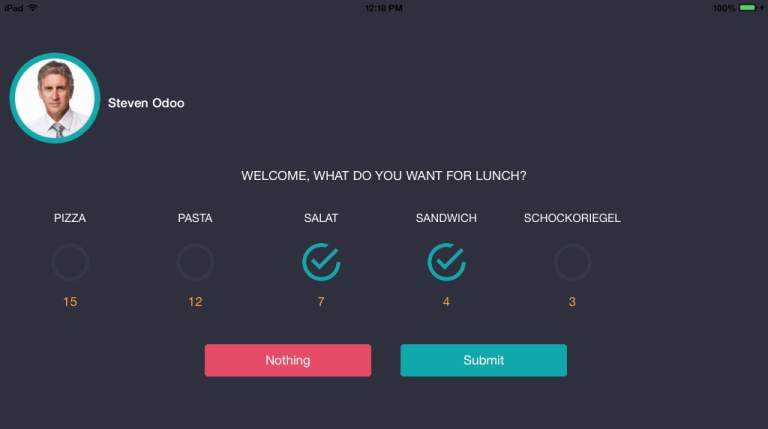 iPad 12:18 PM 100%
Steven Odoo
WELCOME, WHAT DO YOU WANT FOR LUNCH?
PIZZA PASTA SALAT SANDWICH SCHOCKORIEGEL
15 12 7 4 3
Nothing Submit